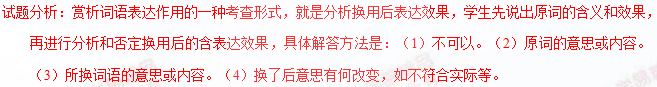 试题分析：赏析词语表达作用的一种考查形式，就是分析换用后表达效果，学生先说出原词的含义和效果，
再进行分析和否定换用后的含表达效果，具体解答方法是：（1）不可以。（2）原词的意思或内容。
（3）所换词语的意思或内容。（4）换了后意思有何改变，如不符合实际等。